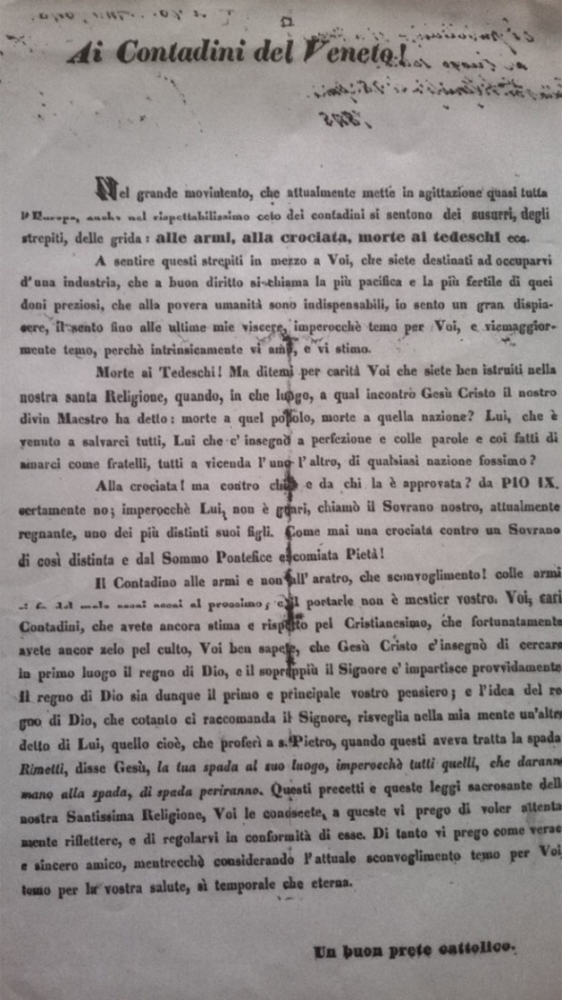 Ai Contadini del Veneto!
1848
Nel grande movimento, che attualmente mette in agittazione quasi tutta
l'Europa, anche nel rispettabilissimo ceto dei contadini si sentono dei susurri, degli
strepiti, delle grida: alle armi, alla crociata, morte ai tedeschi ecc.
A sentire questi strepiti in mezzo a Voi, che siete destinati ad occuparvi
d'una industria, che a buon diritto si chiama la più pacifica e la più fertile di quei
doni preziosi, che alla povera umanità sono indispensabili, io sento un gran dispia-
cere, il sento fino alle ultime mie viscere, imperocchè temo per Voi, e viemaggior-
mente temo, perchè intrinsicamente vi amo, e vi stimo.
Morte ai Tedeschi! Ma ditemi per carità Voi che siete ben istruiti nella
nostra santa Religione, quando, in che luogo, a qual incontro Gesù Cristo il nostro
divin Maestro ha detto: morte a quel popolo, morte a quella nazione? Lui, che è
venuto a salvarci tutti, Lui che c'insegnò a perfezione e colle parole e coi fatti di
amarci come fratelli, tutti a vicenda l'uno l'altro, di qualsiasi nazione fossimo?
Alla crociata! ma contro chi? e da chi la è approvata? da PIO IX.
certamente no; imperocchè Lui, non è guari, chiamò il Sovrano nostro, attualmente
regnante, uno dei più distinti suoi figli. Come mai una crociata contro un Sovrano
di così distinta e dal Sommo Pontefice encomiata Pietà!
Il Contadino alle armi e non all'aratro, che sconvoglimento! colle armi
si fa del male al prossimo; e il portarle non è mestier vostro. Voi, cari
Contadini, che avete ancora stima e rispetto pel Cristianesimo, che fortunatamente
avete ancor zelo pel culto, Voi ben sapete, che Gesù Cristo c'insegnò di cercare
in primo luogo il regno di Dio, e il soprappiù il Signore c'impartisce provvidamente
Il regno di Dio sia dunque il primo e principale vostro pensiero; e l'idea del re
gno di Dio, che cotanto ci raccomanda il Signore, risveglia nella mia mente un'altro
detto di Lui, quello cioè, che proferì a s. Pietro, quando questi aveva tratta la spada
Rimetti, disse Gesù, la tua spada al suo luogo, imperocchè tutti quelli, che darann
mano alla spada, di spada periranno. Questi precetti e queste leggi sacrosante dell
nostra Santissima Religione, Voi le conoscete, a queste vi prego di voler attenta
mente riflettere, e di regolarvi in conformità di esse. Di tanto vi prego come verac
e sincero amico, mentrecchè considerando l'attuale sconvoglimento temo per Voi
temo per la vostra salute, sì temporale che eterna.
Un buon prete cattolico.